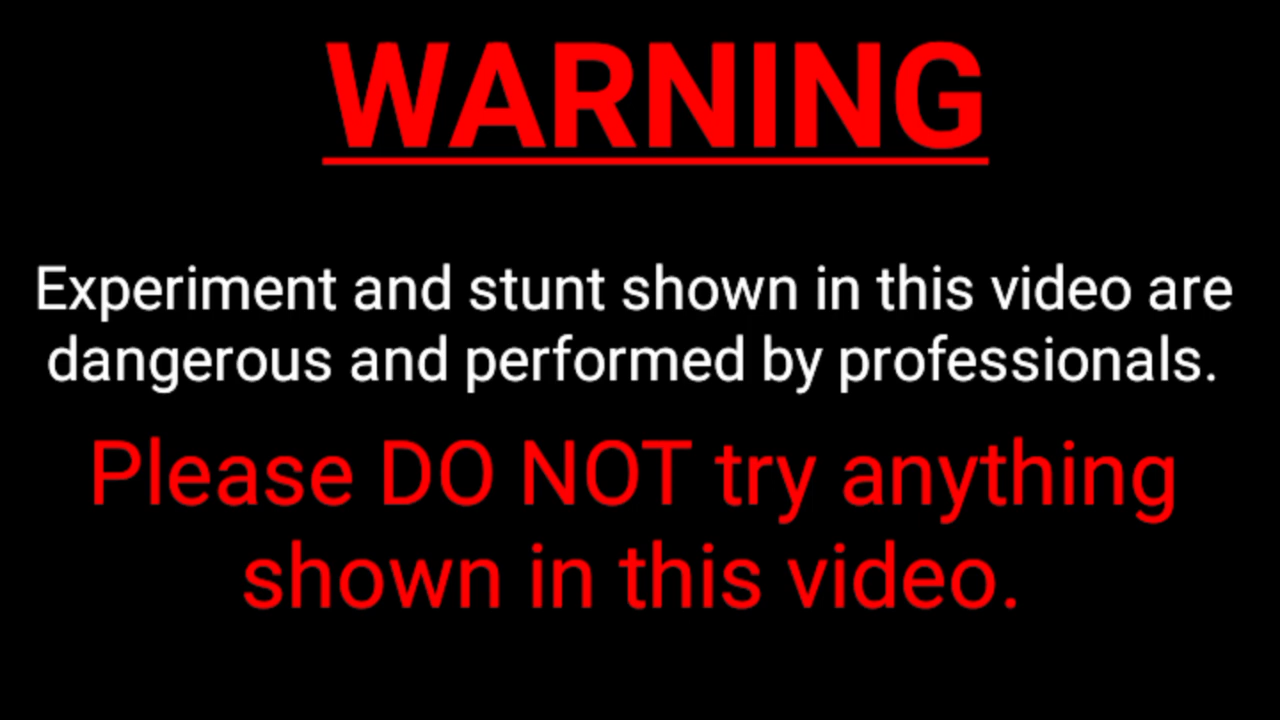 WARNING
Experiment and stunt shown in this video are
dangerous and performed by professionals.
Please DO NOT try anything
shown in this video.